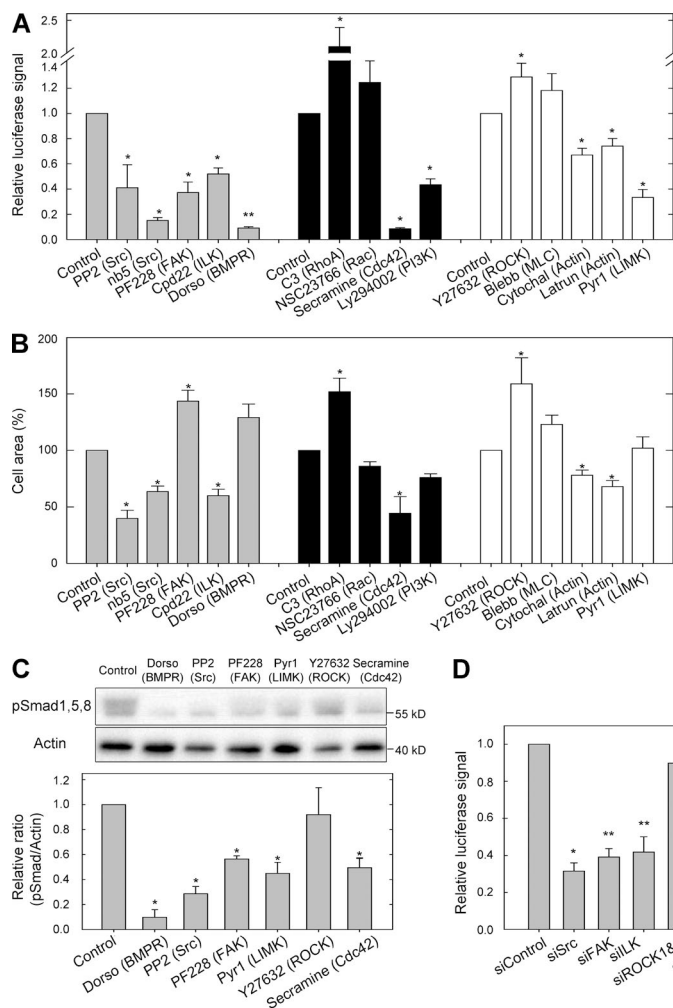 A
Relative luciferase signal
2.5
2.0
1.4
1.2
1.0
0.8
0.6
0.4
0.2
0.0
* * * * **
* * *
* * * *
Control
PP2 (Src)
nb5 (Src)
PF228 (FAK)
Cpd22 (ILK)
Dorso (BMPR)
Control
C3 (RhoA)
NSC23766 (Rac)
Secramine (Cdc42)
Ly294002 (PI3K)
Control
Y27632 (ROCK)
Blebb (MLC)
Cytochal (Actin)
Latrun (Actin)
Pyr1 (LIMK)
B
Cell area (%)
200
150
100
50
0
* * * *
* *
* * *
Control
PP2 (Src)
nb5 (Src)
PF228 (FAK)
Cpd22 (ILK)
Dorso (BMPR)
Control
C3 (RhoA)
NSC23766 (Rac)
Secramine (Cdc42)
Ly294002 (PI3K)
Control
Y27632 (ROCK)
Blebb (MLC)
Cytochal (Actin)
Latrun (Actin)
Pyr1 (LIMK)
C
Control Dorso (BMPR) PP2 (Src) PF228 (FAK) Pyr1 (LIMK) Y27632 (ROCK) Secramine (Cdc42)
pSmad1,5,8
55 kD
Actin
40 kD
Relative ratio
(pSmad/Actin)
1.2
1.0
0.8
0.6
0.4
0.2
0.0
* * * * *
Control
Dorso (BMPR)
PP2 (Src)
PF228 (FAK)
Pyr1 (LIMK)
Y27632 (ROCK)
Secramine (Cdc42)
D
Relative luciferase signal
1.0
0.8
0.6
0.4
0.2
0.0
* ** **
siControl
siSrc
siFAK
siILK
siROCK1&